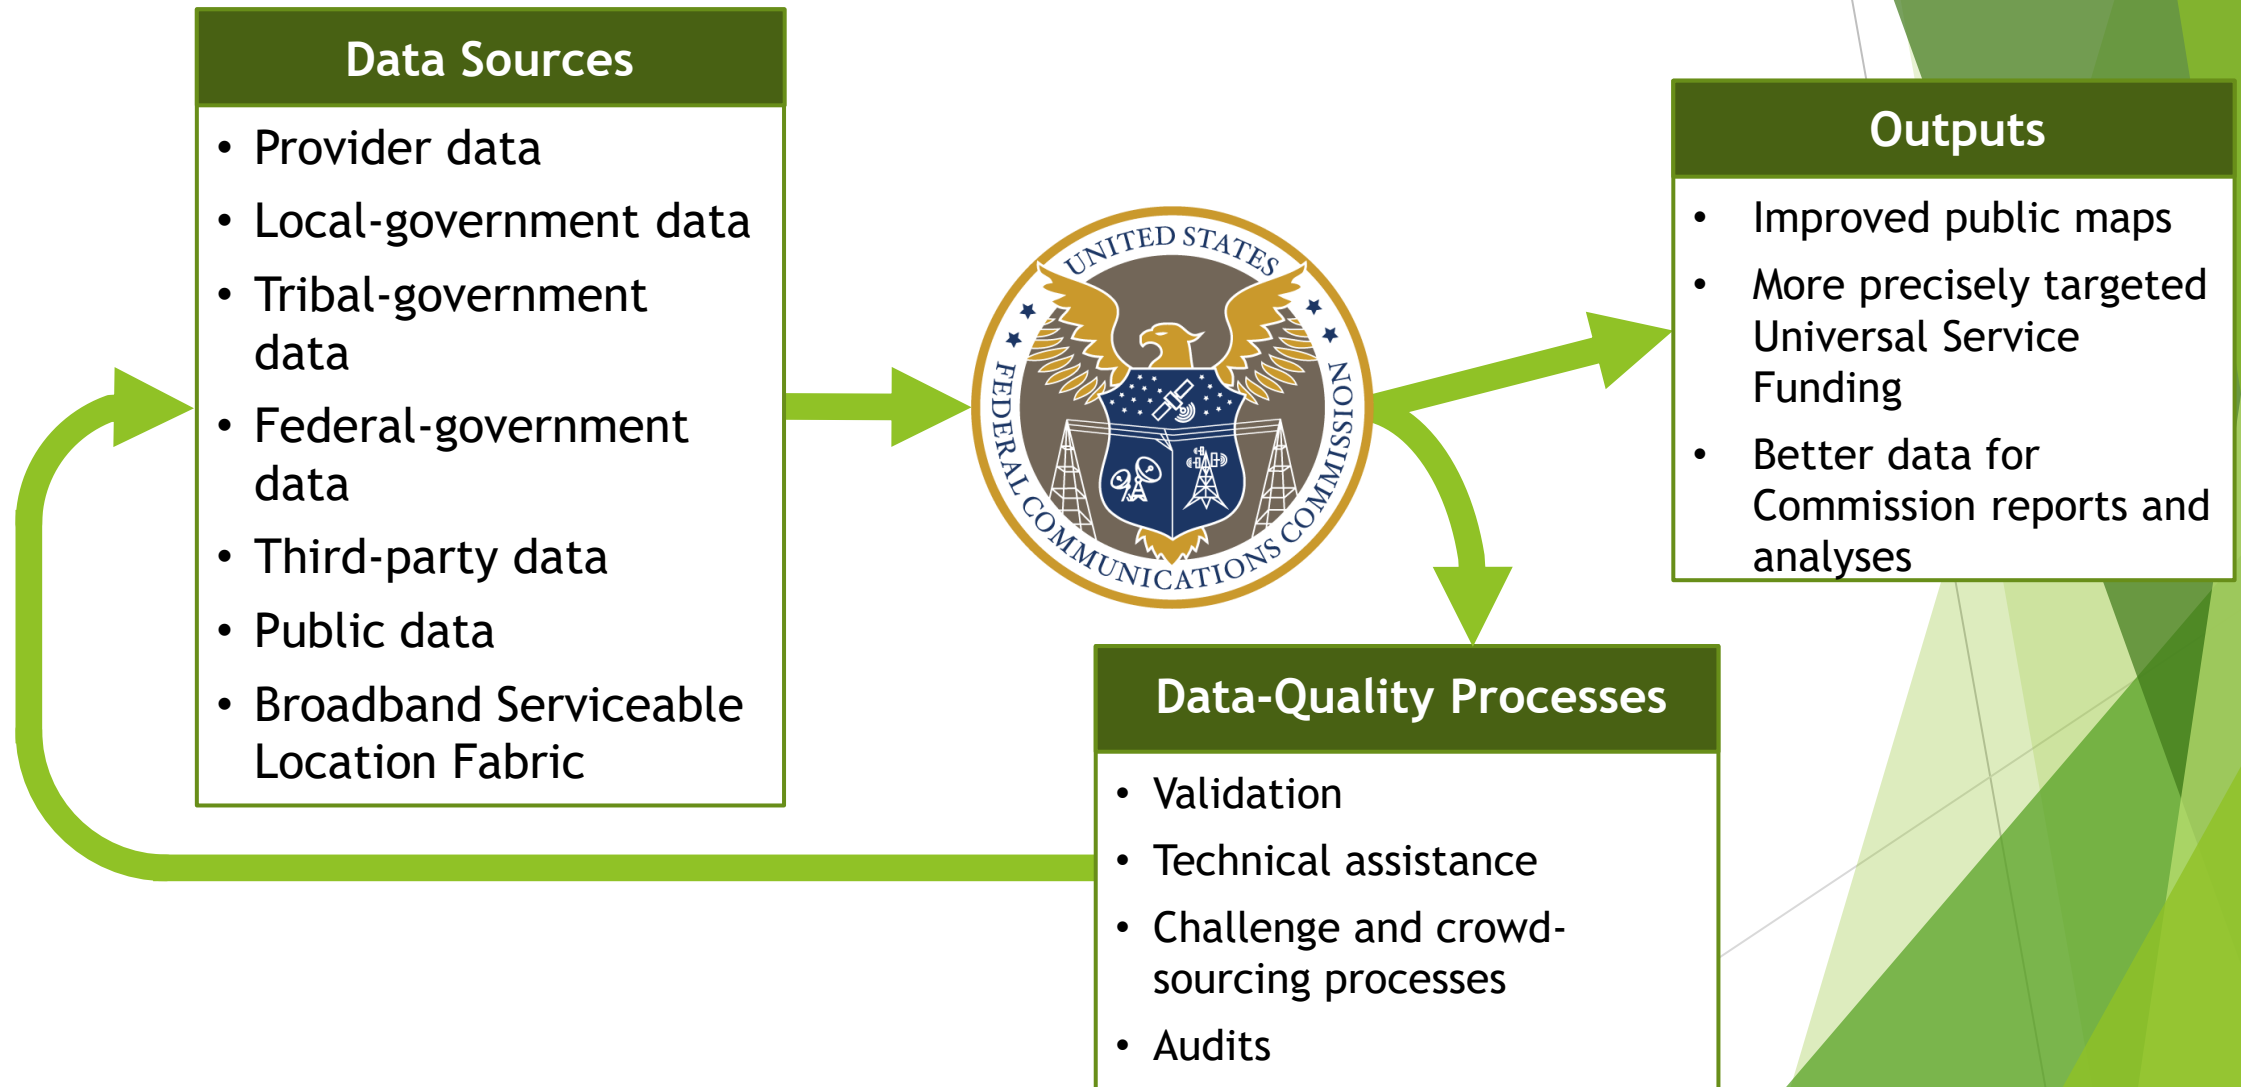 Data Sources
• Provider data
• Local-government data
• Tribal-government
data
• Federal-government
data
• Third-party data
• Public data
• Broadband Serviceable
Location Fabric
UNITED STATES
FEDERAL COMMUNICATIONS COMMISSION
Outputs
• Improved public maps
• More precisely targeted
Universal Service
Funding
• Better data for
Commission reports and
analyses
Data-Quality Processes
• Validation
• Technical assistance
• Challenge and crowd-
sourcing processes
• Audits